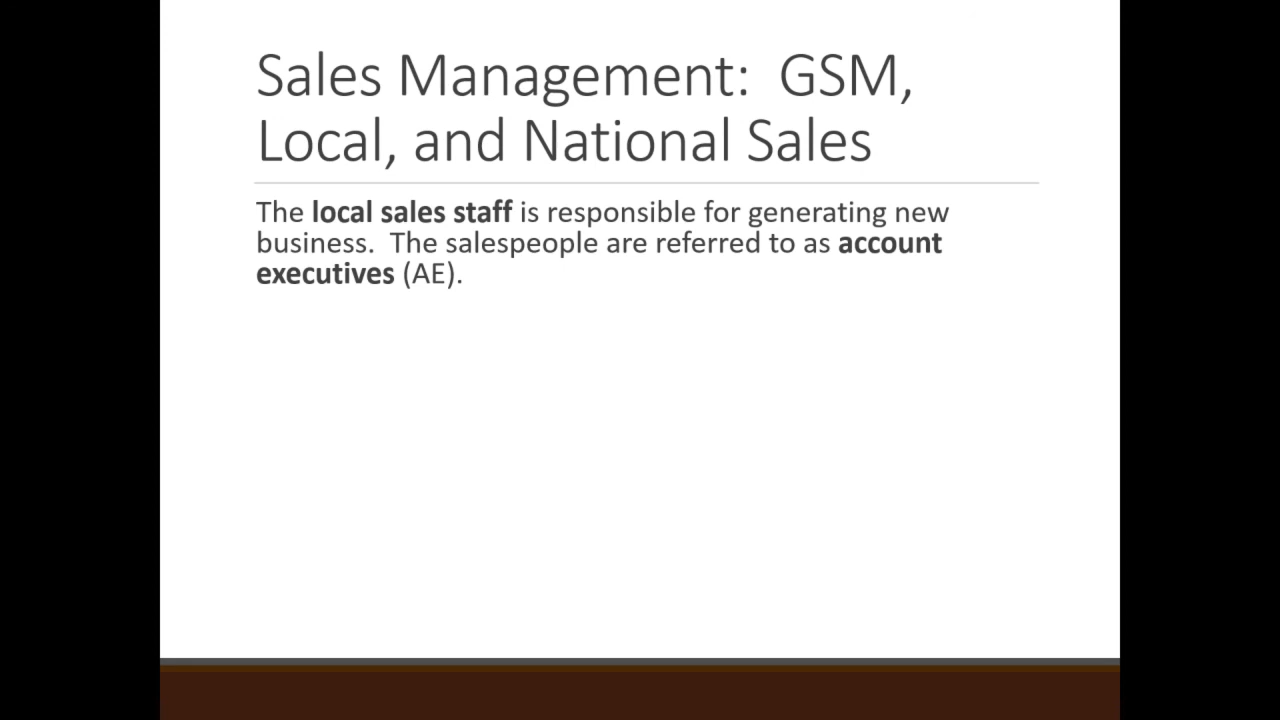 Sales Management:  GSM,
Local, and National Sales
The local sales staff is responsible for generating new
business.  The salespeople are referred to as account
executives (AE).